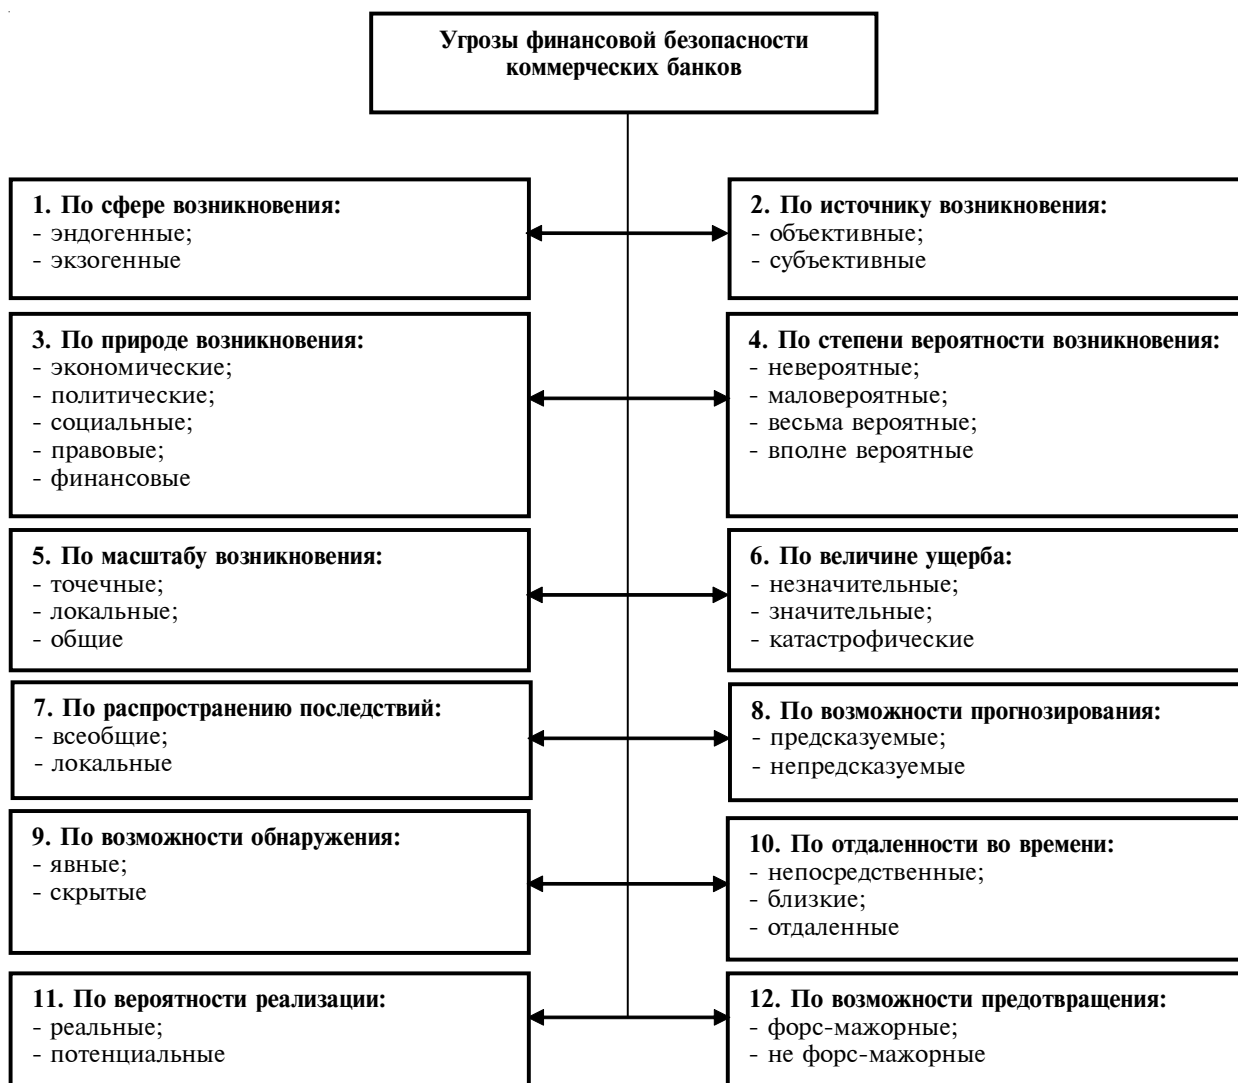 Угрозы финансовой безопасности
коммерческих банков
1. По сфере возникновения:
- эндогенные;
- экзогенные
2. По источнику возникновения:
- объективные;
- субъективные
3. По природе возникновения:
- экономические;
- политические;
- социальные;
- правовые;
- финансовые
4. По степени вероятности возникновения:
- невероятные;
- маловероятные;
- весьма вероятные;
- вполне вероятные
5. По масштабу возникновения:
- точечные;
- локальные;
- общие
6. По величине ущерба:
- незначительные;
- значительные;
- катастрофические
7. По распространению последствий:
- всеобщие;
- локальные
8. По возможности прогнозирования:
- предсказуемые;
- непредсказуемые
9. По возможности обнаружения:
- явные;
- скрытые
10. По отдаленности во времени:
- непосредственные;
- близкие;
- отдаленные
11. По вероятности реализации:
- реальные;
- потенциальные
12. По возможности предотвращения:
- форс-мажорные;
- не форс-мажорные